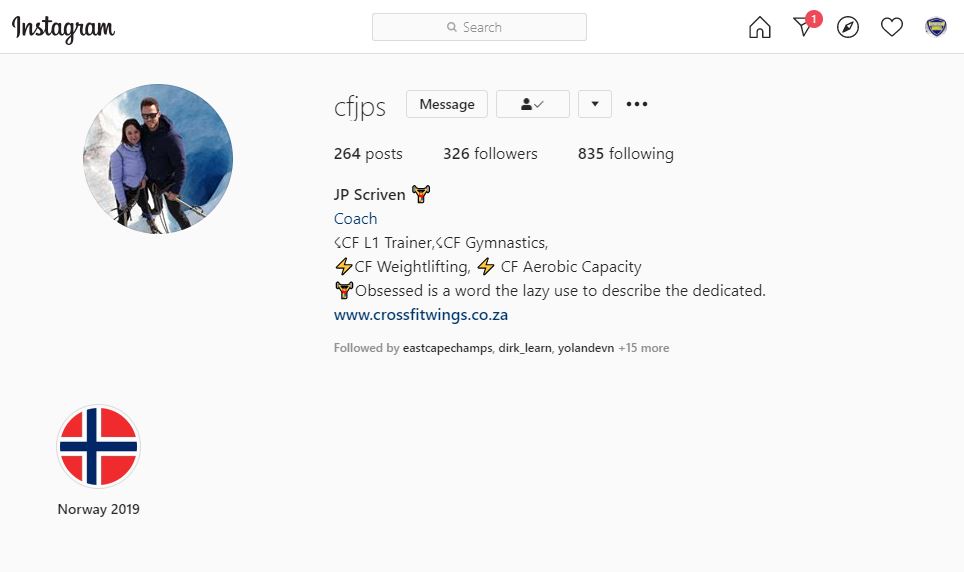 Instagram
Search
1
cfjps
Message
264 posts 326 followers 835 following
JP Scriven
Coach
CF L1 Trainer, CF Gymnastics,
⚡CF Weightlifting, ⚡ CF Aerobic Capacity
Obsessed is a word the lazy use to describe the dedicated.
www.crossfitwings.co.za
Followed by eastcapechamps, dirk_learn, yolandevn +15 more
Norway 2019